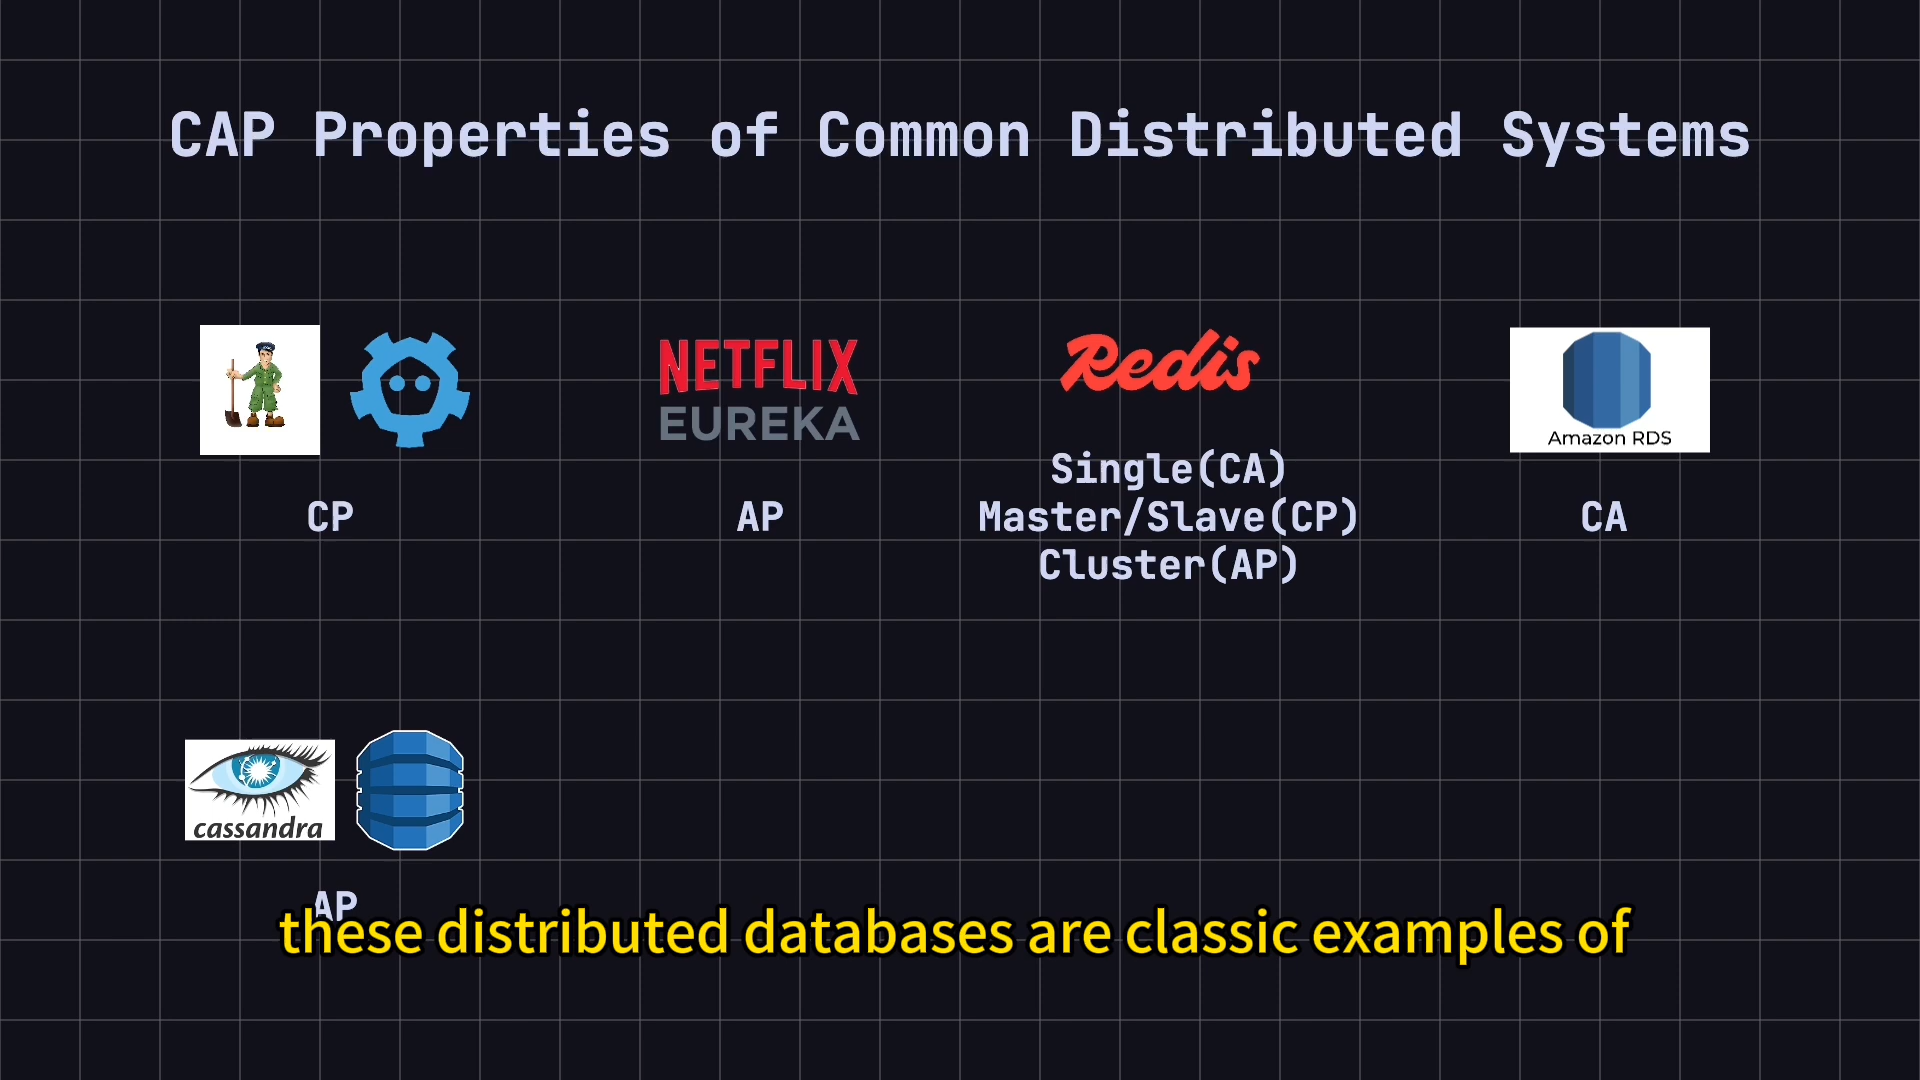 CAP Properties of Common Distributed Systems
NETFLIX
EUREKA
Redis
Amazon RDS
Single(CA)
CP
AP
Master/Slave(CP)
CA
Cluster(AP)
cassandra
AP
these distributed databases are classic examples of